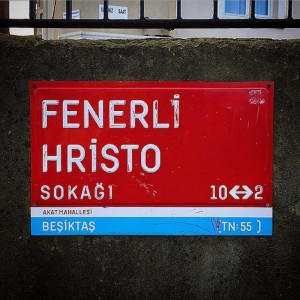 FENERLİ
HRİSTO
SOKAĞI 10↔2
AKAT MAHALLESİ
BEŞİKTAŞ (TN:55)